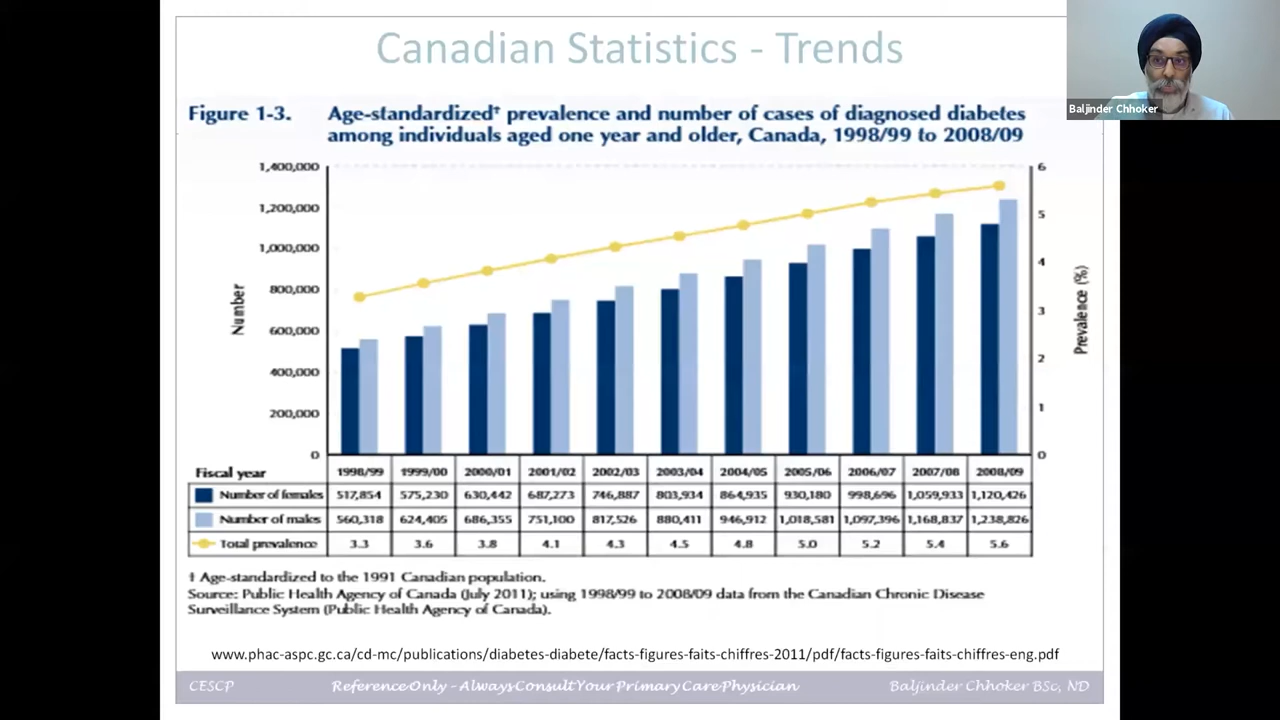 Canadian Statistics - Trends
Baljinder Chhoker
Figure 1-3. Age-standardized† prevalence and number of cases of diagnosed diabetes
among individuals aged one year and older, Canada, 1998/99 to 2008/09
1,400,000
1,200,000
1,000,000
800,000
600,000
400,000
200,000
0
Number
6
5
4
3
2
1
0
Prevalence (%)
Fiscal year 1998/99 1999/00 2000/01 2001/02 2002/03 2003/04 2004/05 2005/06 2006/07 2007/08 2008/09
Number of females 517,854 575,230 630,442 687,273 746,887 803,934 864,935 930,180 998,696 1,059,933 1,120,426
Number of males 560,318 624,405 686,355 751,100 817,526 880,411 946,912 1,018,581 1,097,396 1,168,837 1,238,826
Total prevalence 3.3 3.6 3.8 4.1 4.3 4.5 4.8 5.0 5.2 5.4 5.6
† Age-standardized to the 1991 Canadian population.
Source: Public Health Agency of Canada (July 2011); using 1998/99 to 2008/09 data from the Canadian Chronic Disease
Surveillance System (Public Health Agency of Canada).
www.phac-aspc.gc.ca/cd-mc/publications/diabetes-diabete/facts-figures-faits-chiffres-2011/pdf/facts-figures-faits-chiffres-eng.pdf
CESCP Reference Only - Always Consult Your Primary Care Physician Baljinder Chhoker BSc, ND